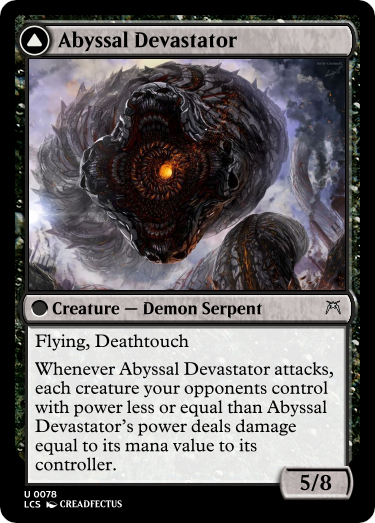 Abyssal Devastator
Creature — Demon Serpent
Flying, Deathtouch
Whenever Abyssal Devastator attacks,
each creature your opponents control
with power less or equal than Abyssal
Devastator's power deals damage
equal to its mana value to its
controller.
5/8
U 0078
LCS CREADFECTUS